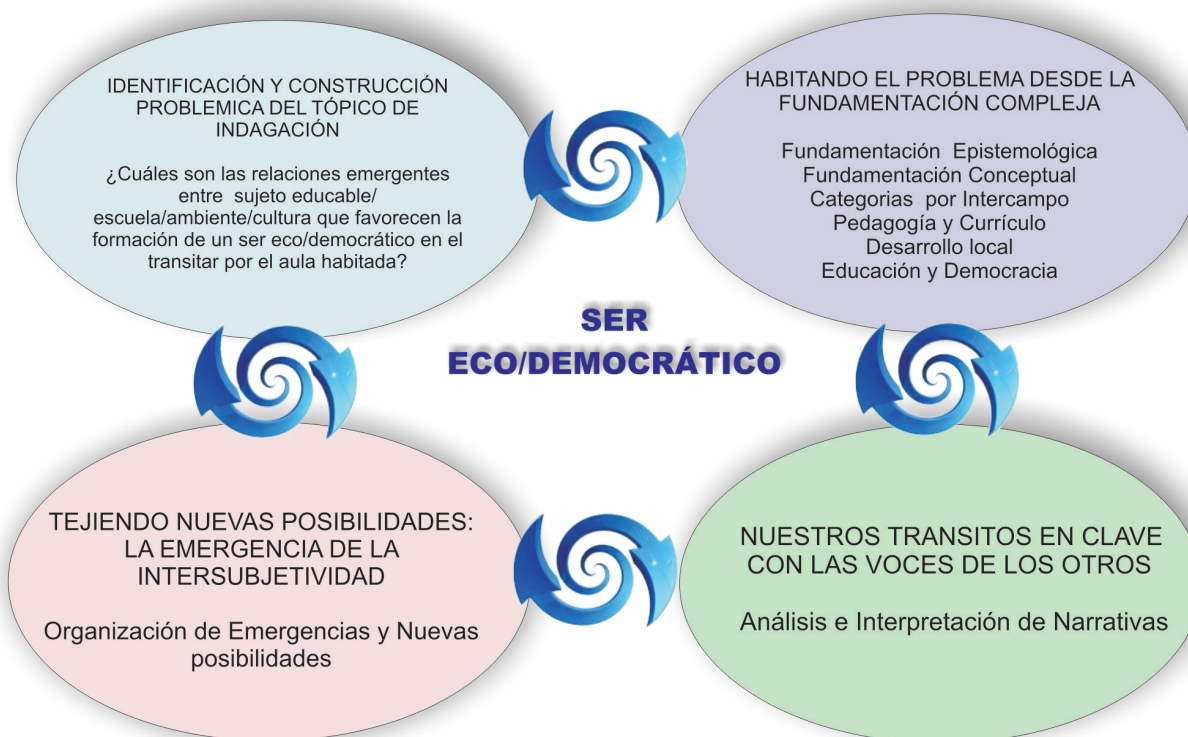 IDENTIFICACIÓN Y CONSTRUCCIÓN
PROBLEMICA DEL TÓPICO DE
INDAGACIÓN
¿Cuáles son las relaciones emergentes
entre sujeto educable/
escuela/ambiente/cultura que favorecen la
formación de un ser eco/democrático en el
transitar por el aula habitada?
HABITANDO EL PROBLEMA DESDE LA
FUNDAMENTACIÓN COMPLEJA
Fundamentación Epistemológica
Fundamentación Conceptual
Categorias por Intercampo
Pedagogía y Currículo
Desarrollo local
Educación y Democracia
SER
ECO/DEMOCRÁTICO
TEJIENDO NUEVAS POSIBILIDADES:
LA EMERGENCIA DE LA
INTERSUBJETIVIDAD
Organización de Emergencias y Nuevas
posibilidades
NUESTROS TRANSITOS EN CLAVE
CON LAS VOCES DE LOS OTROS
Análisis e Interpretación de Narrativas